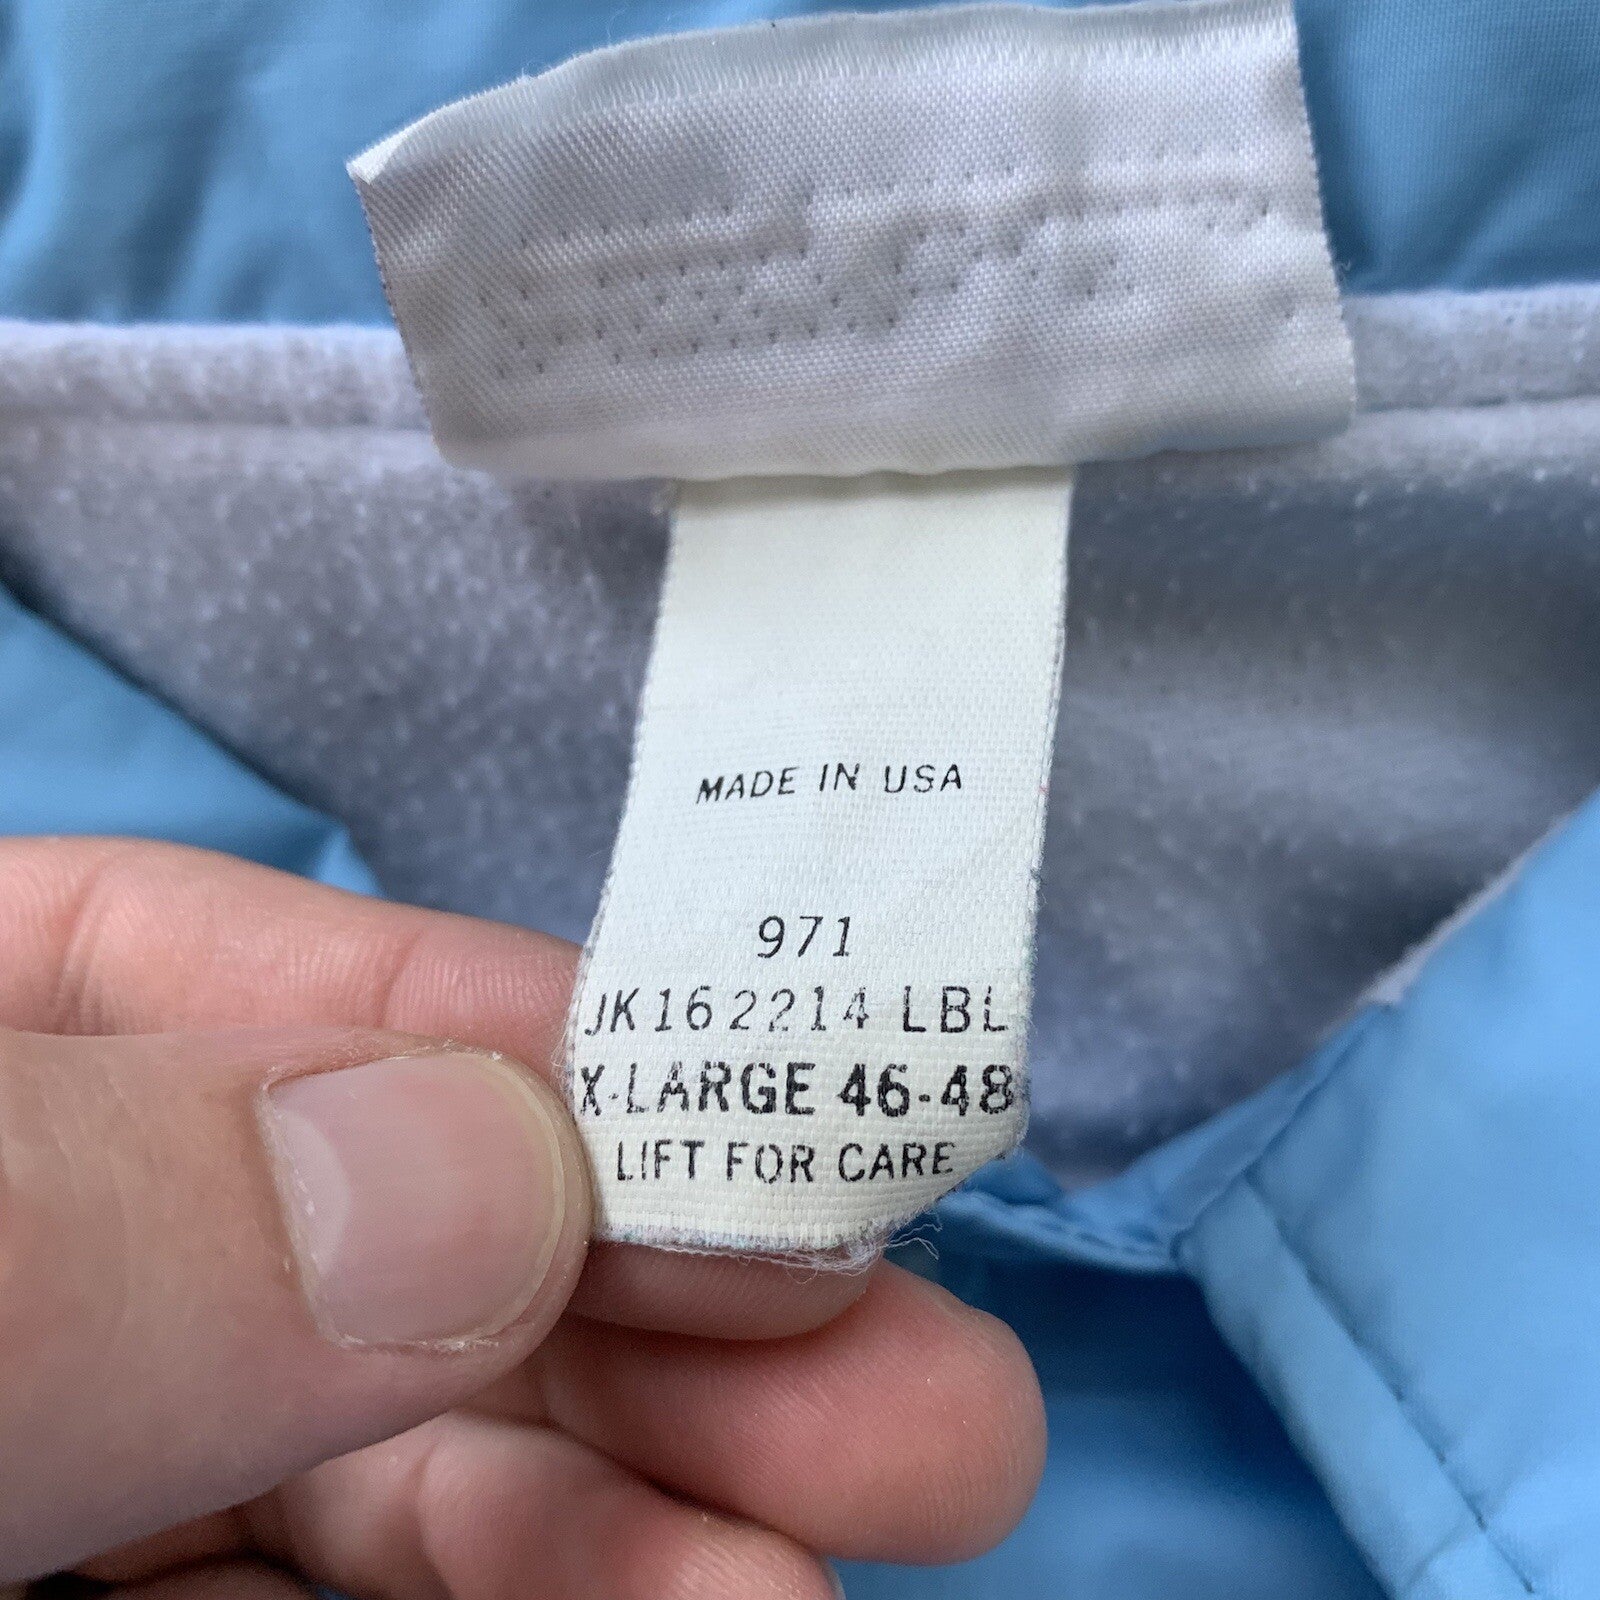 MADE IN USA
971
JK162214 LBL
X-LARGE 46-48
LIFT FOR CARE